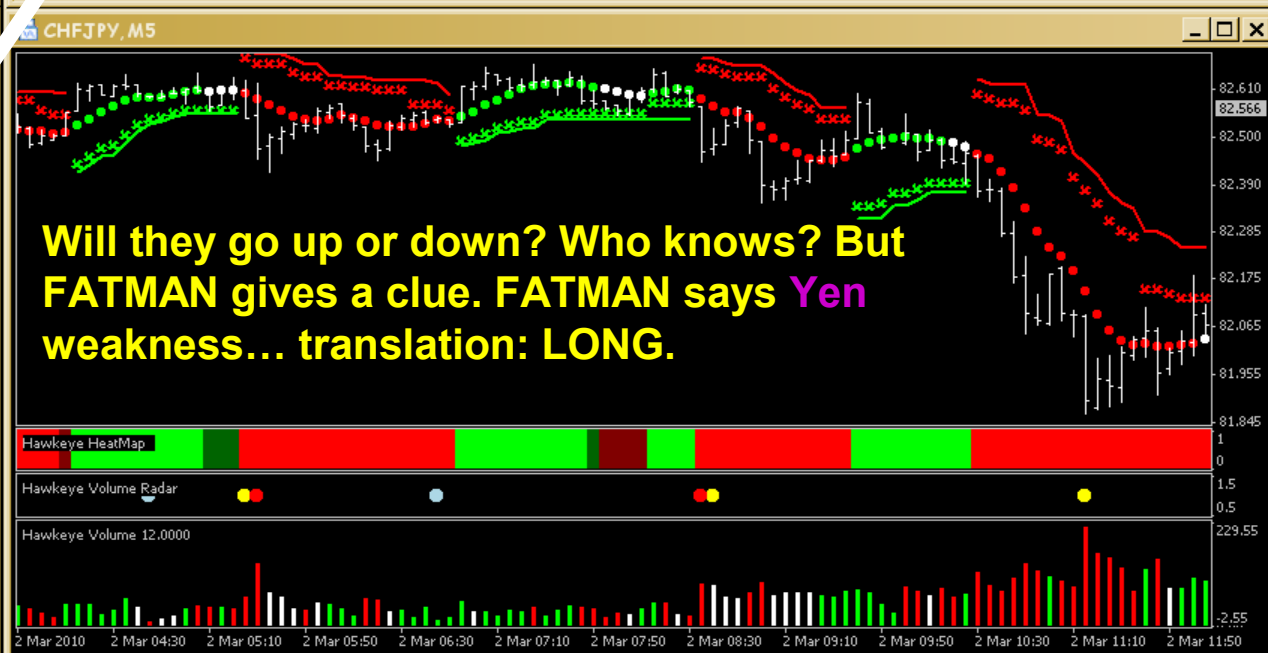 CHFJPY, M5
82.610
82.566
82.500
82.390
82.285
82.175
82.065
81.955
81.845
Will they go up or down? Who knows? But
FATMAN gives a clue. FATMAN says Yen
weakness… translation: LONG.
Hawkeye HeatMap
1
0
Hawkeye Volume Radar
1.5
0.5
Hawkeye Volume 12.0000
229.55
-2.55
2 Mar 2010 2 Mar 04:30 2 Mar 05:10 2 Mar 05:50 2 Mar 06:30 2 Mar 07:10 2 Mar 07:50 2 Mar 08:30 2 Mar 09:10 2 Mar 09:50 2 Mar 10:30 2 Mar 11:10 2 Mar 11:50